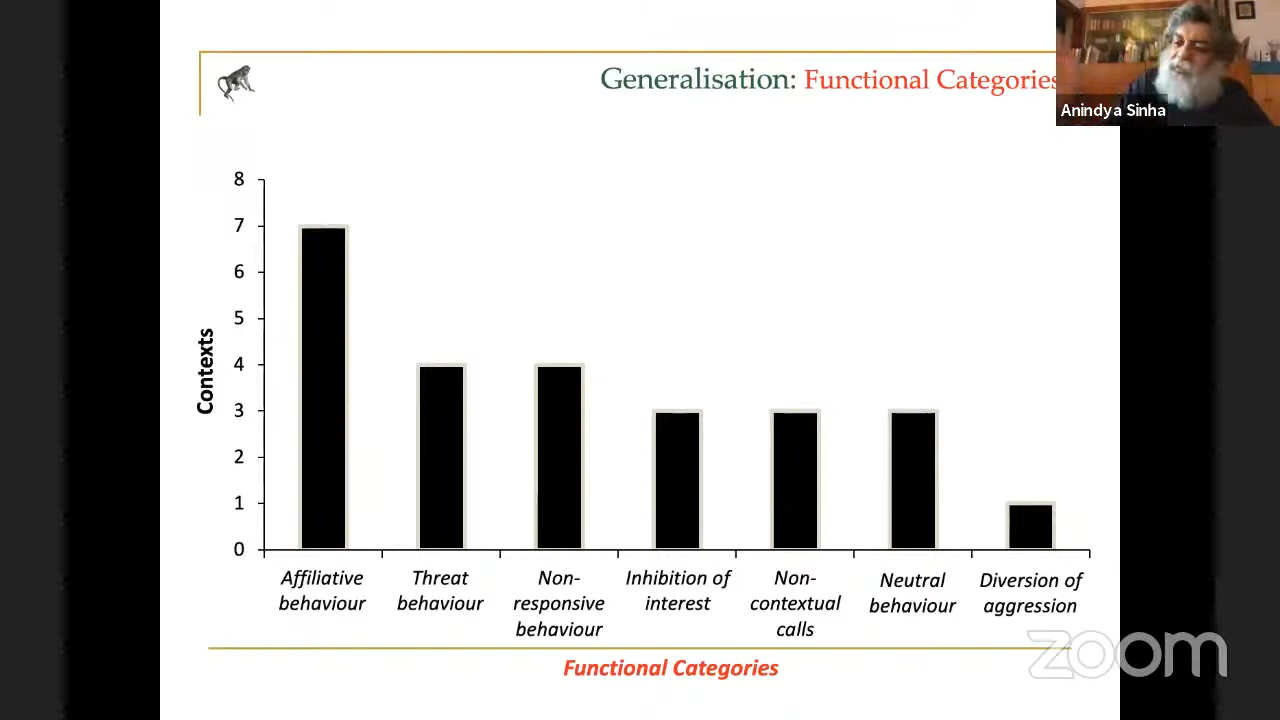 Generalisation: Functional Categories
Anindya Sinha
8
7
6
5
4
3
2
1
0
Contexts
Affiliative behaviour
Threat behaviour
Non-responsive behaviour
Inhibition of interest
Non-contextual calls
Neutral behaviour
Diversion of aggression
Functional Categories
zoom